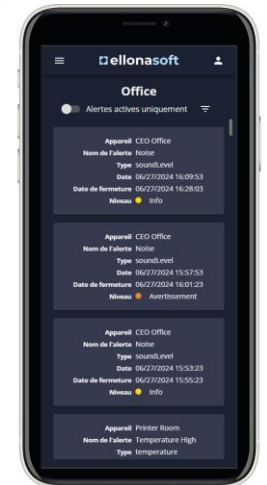 ellonasoft
Office
Alertes actives uniquement
Appareil CEO Office
Nom de l'alerte Noise
Type soundLevel
Date 06/27/2024 16:09:53
Date de fermeture 06/27/2024 16:28:03
Niveau Info
Appareil CEO Office
Nom de l'alerte Noise
Type soundLevel
Date 06/27/2024 15:57:53
Date de fermeture 06/27/2024 16:01:23
Niveau Avertissement
Appareil CEO Office
Nom de l'alerte Noise
Type soundLevel
Date 06/27/2024 15:53:23
Date de fermeture 06/27/2024 15:55:23
Niveau Info
Appareil Printer Room
Nom de l'alerte Temperature High
Type temperature